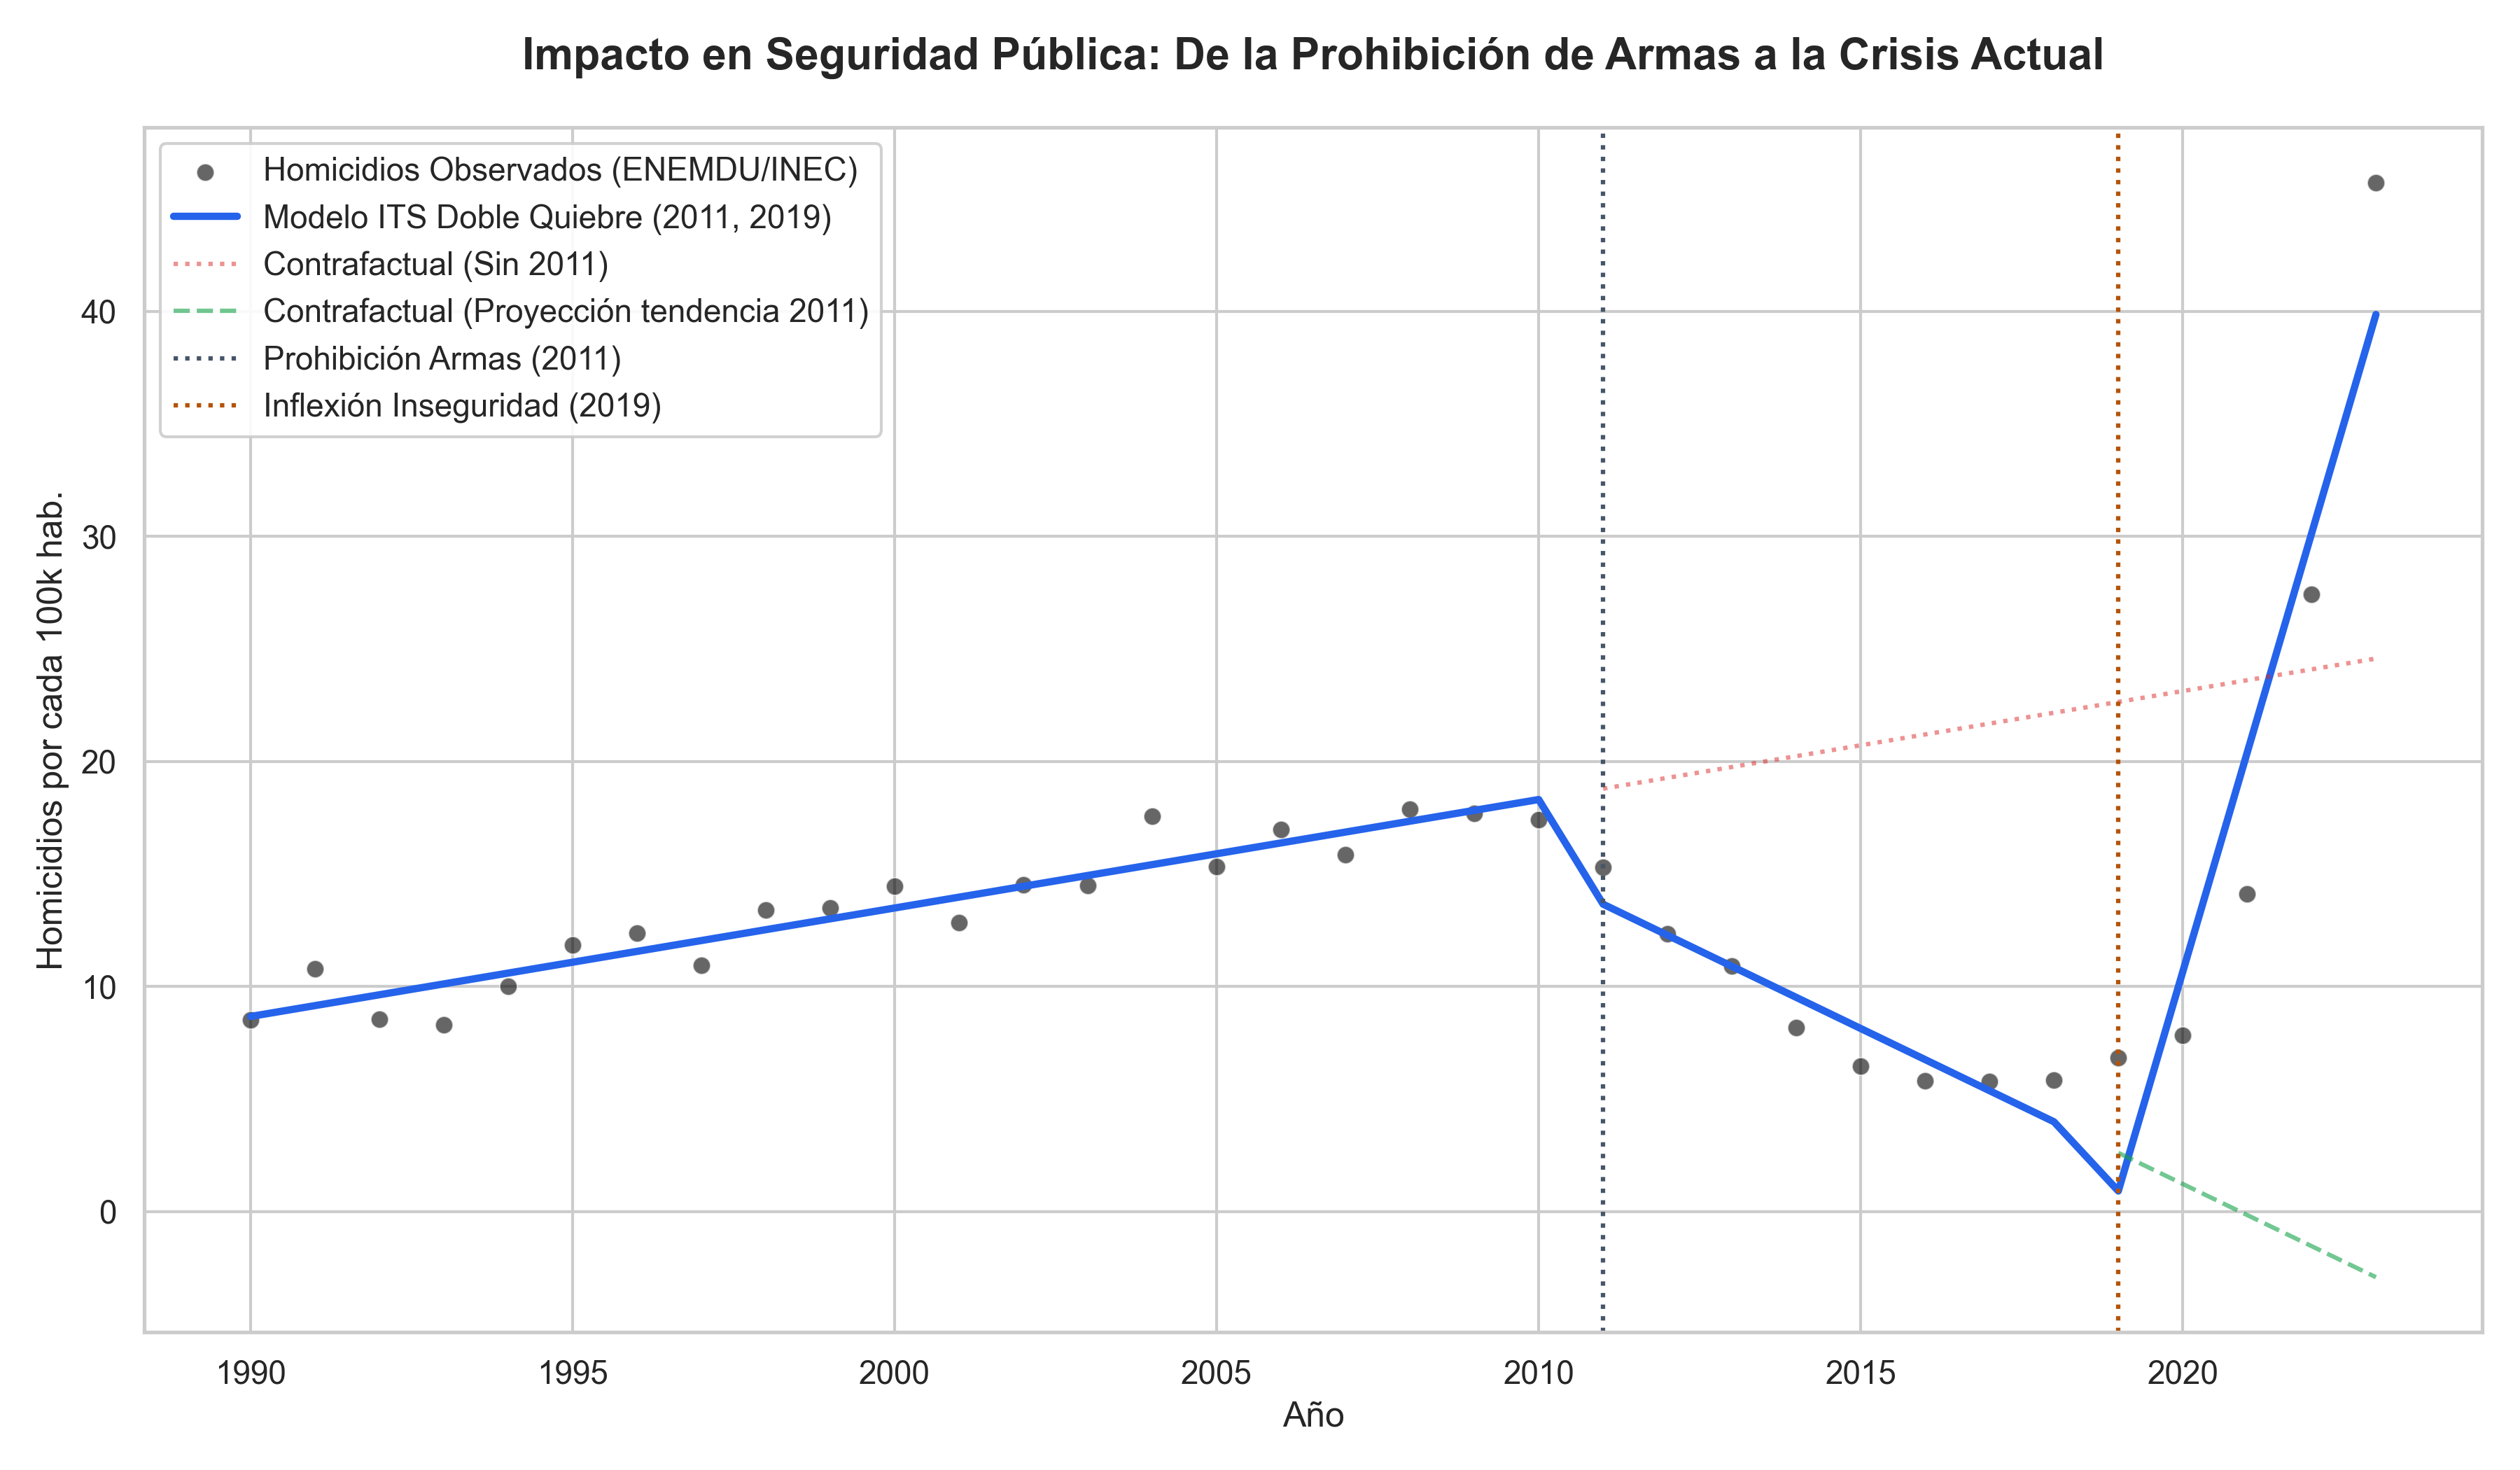 Impacto en Seguridad Pública: De la Prohibición de Armas a la Crisis Actual
Homicidios Observados (ENEMDU/INEC)
Modelo ITS Doble Quiebre (2011, 2019)
Contrafactual (Sin 2011)
Contrafactual (Proyección tendencia 2011)
Prohibición Armas (2011)
Inflexión Inseguridad (2019)
Homicidios por cada 100k hab.
40
30
20
10
0
1990 1995 2000 2005 2010 2015 2020
Año